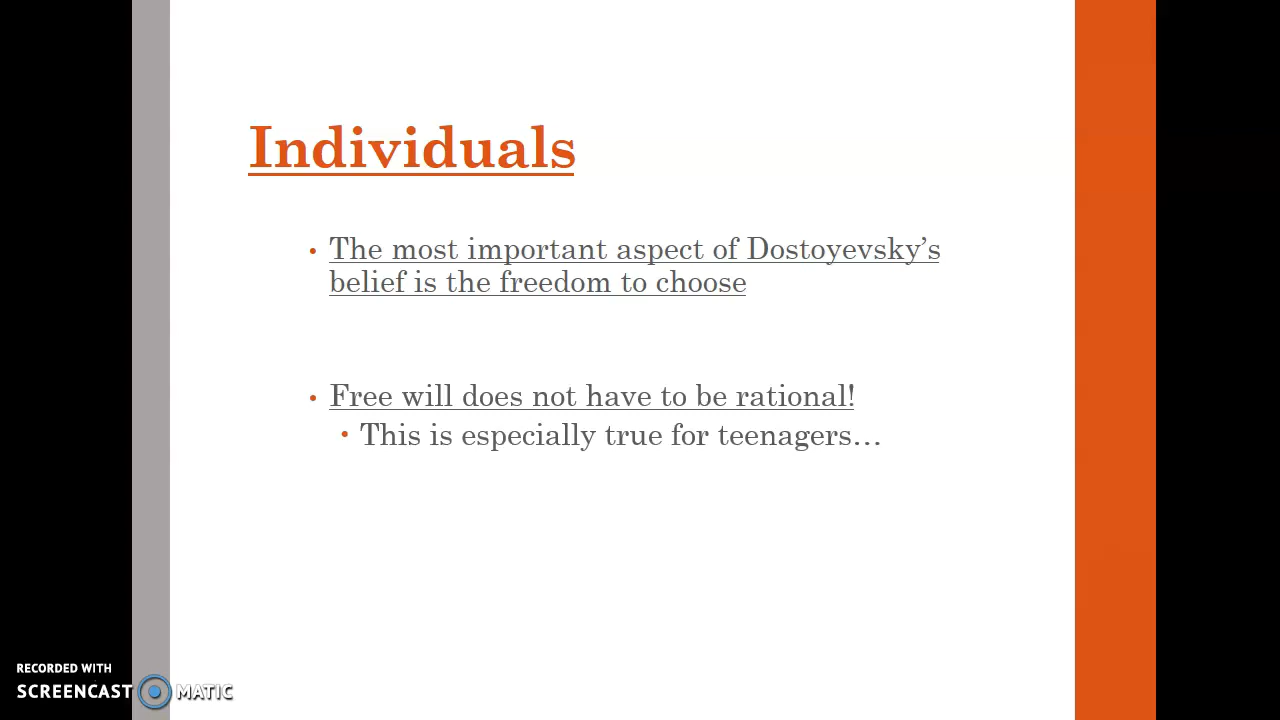 Individuals
• The most important aspect of Dostoyevsky’s
belief is the freedom to choose
• Free will does not have to be rational!
• This is especially true for teenagers…
RECORDED WITH
SCREENCAST MATIC